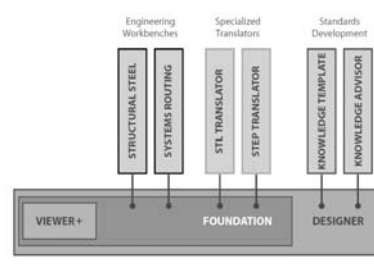 Engineering
Workbenches
Specialized
Translators
Standards
Development
STRUCTURAL STEEL
SYSTEMS ROUTING
STL TRANSLATOR
STEP TRANSLATOR
KNOWLEDGE TEMPLATE
KNOWLEDGE ADVISOR
VIEWER+
FOUNDATION
DESIGNER